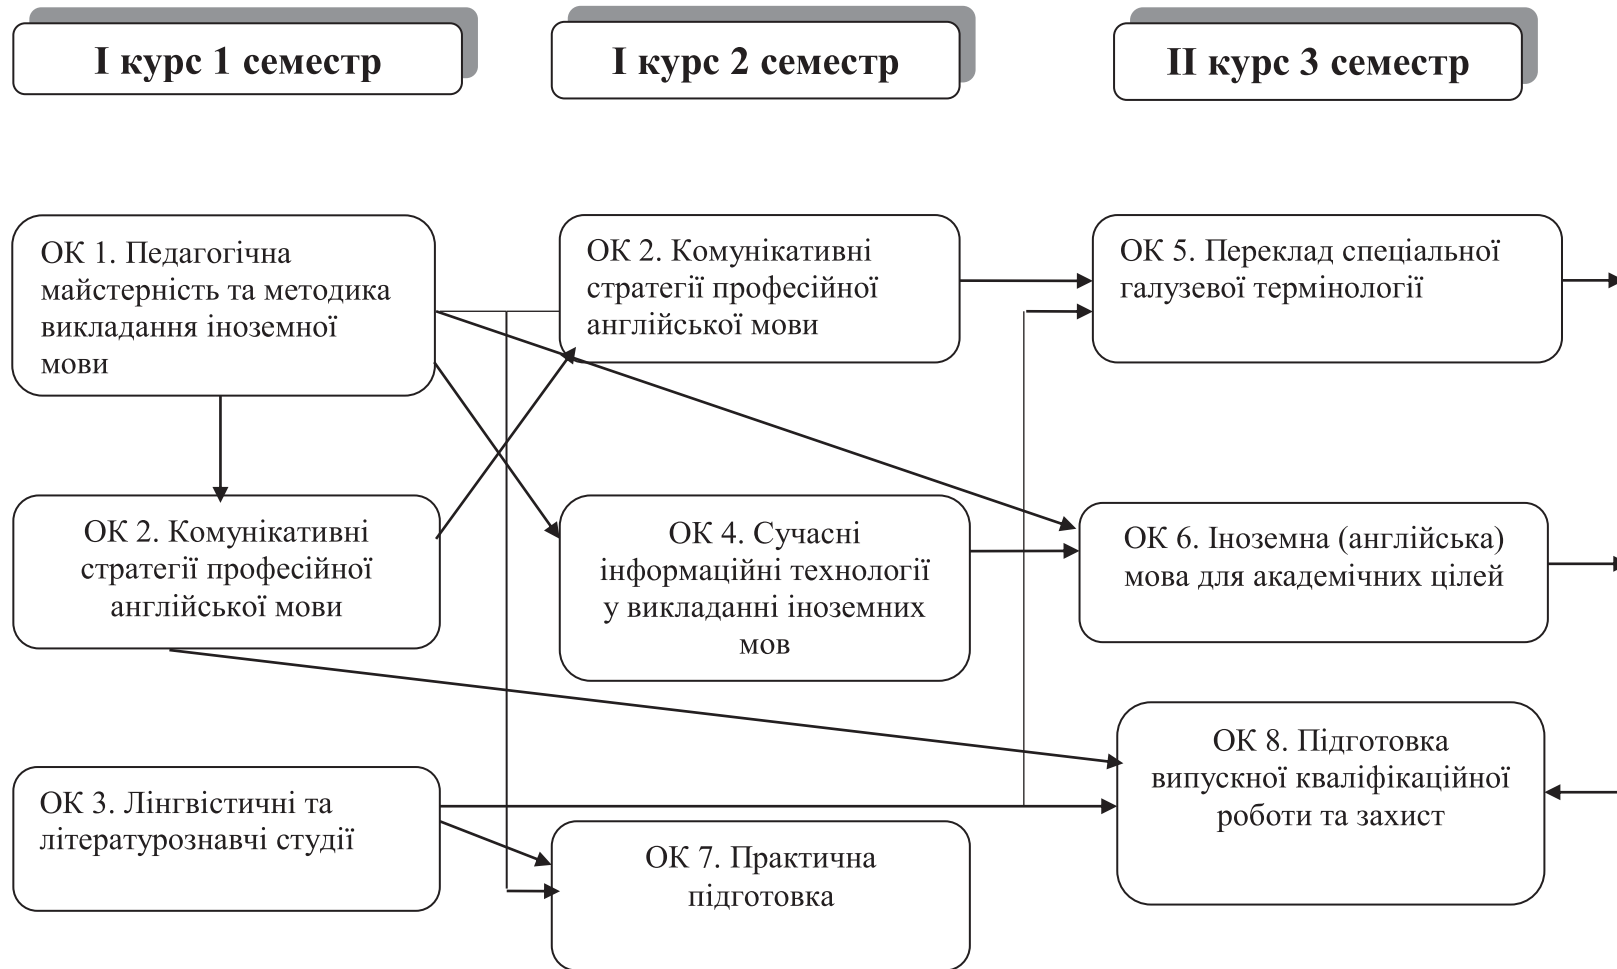 І курс 1 семестр
І курс 2 семестр
ІІ курс 3 семестр
ОК 1. Педагогічна
майстерність та методика
викладання іноземної
мови
ОК 2. Комунікативні
стратегії професійної
англійської мови
ОК 5. Переклад спеціальної
галузевої термінології
ОК 2. Комунікативні
стратегії професійної
англійської мови
ОК 4. Сучасні
інформаційні технології
у викладанні іноземних
мов
ОК 6. Іноземна (англійська)
мова для академічних цілей
ОК 3. Лінгвістичні та
літературознавчі студії
ОК 7. Практична
підготовка
ОК 8. Підготовка
випускної кваліфікаційної
роботи та захист